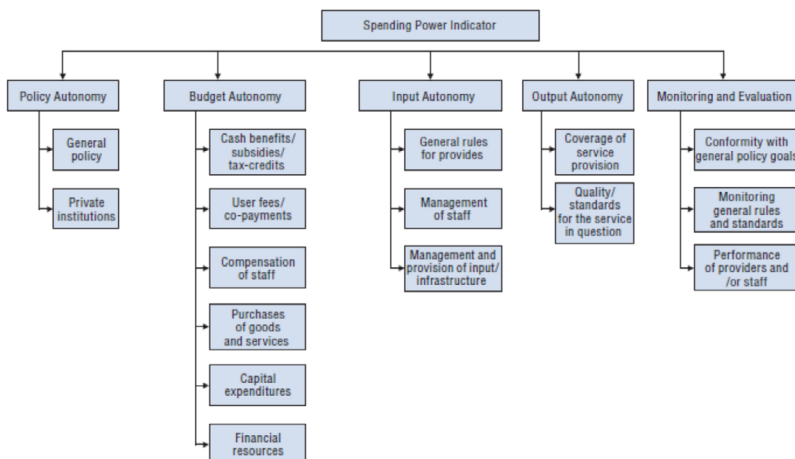 Spending Power Indicator
Policy Autonomy
General
policy
Private
institutions
Budget Autonomy
Cash benefits/
subsidies/
tax-credits
User fees/
co-payments
Compensation
of staff
Purchases
of goods
and services
Capital
expenditures
Financial
resources
Input Autonomy
General rules
for provides
Management
of staff
Management and
provision of input/
infrastructure
Output Autonomy
Coverage of
service
provision
Quality/
standards
for the service
in question
Monitoring and Evaluation
Conformity with
general policy goals
Monitoring
general rules
and standards
Performance
of providers and
/or staff